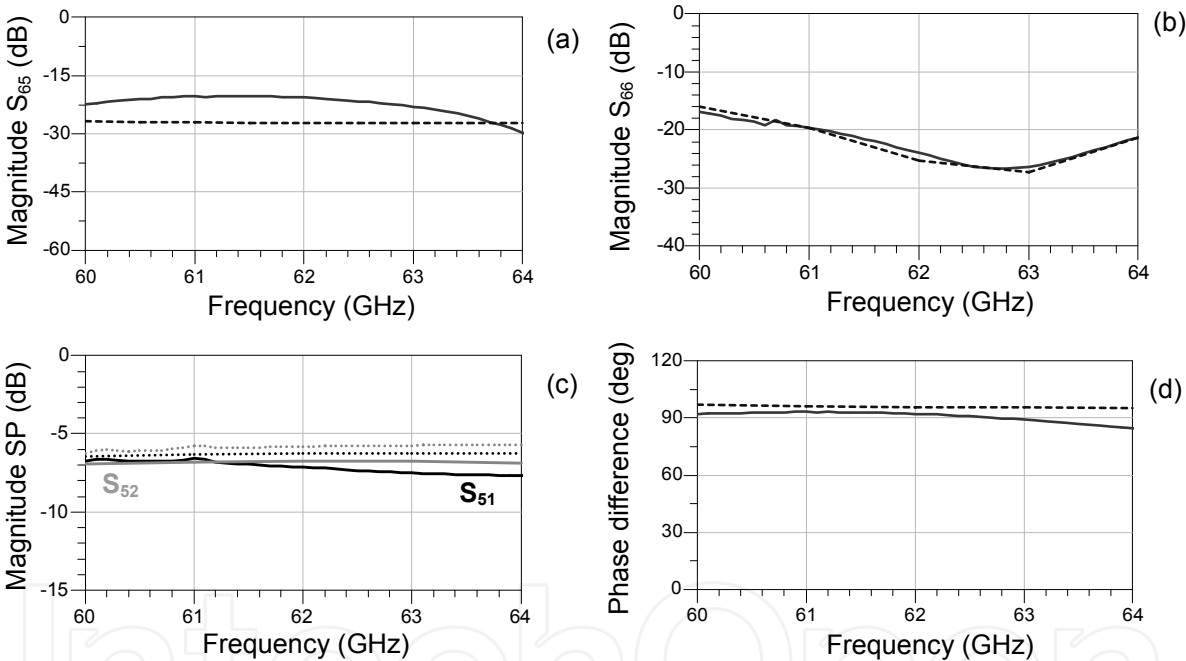 Magnitude S65 (dB)
0
-15
-30
-45
-60
60
61
62
63
64
Frequency (GHz)
(a)
Magnitude S66 (dB)
0
-10
-20
-30
-40
60
61
62
63
64
Frequency (GHz)
(b)
Magnitude SP (dB)
0
-5
-10
-15
S52
S51
60
61
62
63
64
Frequency (GHz)
(c)
Phase difference (deg)
120
90
60
30
0
60
61
62
63
64
Frequency (GHz)
(d)
IntechOpen